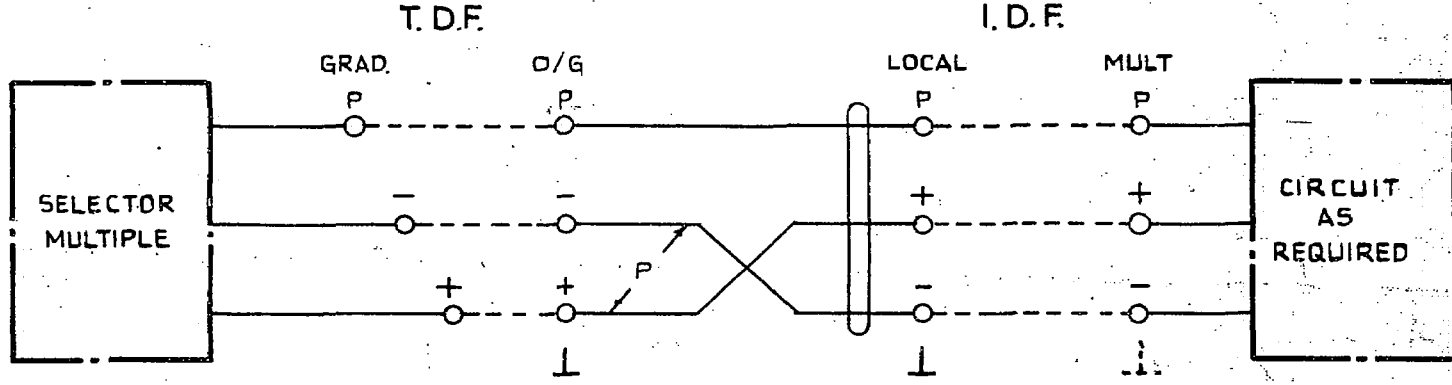 T.D.F. I.D.F.
GRAD. O/G LOCAL MULT
P P P P
SELECTOR
MULTIPLE
- - + +
P
+ + - -
CIRCUIT
AS
REQUIRED